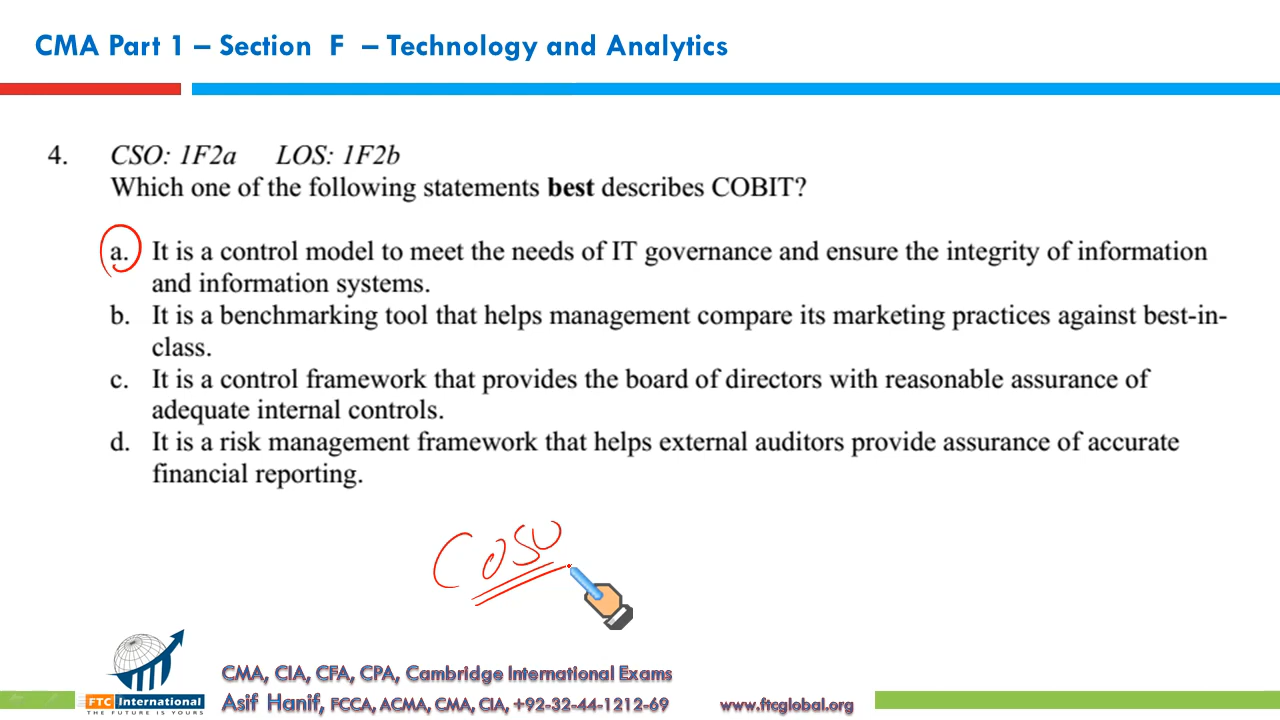 CMA Part 1 – Section F – Technology and Analytics
4. CSO: 1F2a LOS: 1F2b
Which one of the following statements best describes COBIT?
a. It is a control model to meet the needs of IT governance and ensure the integrity of information
and information systems.
b. It is a benchmarking tool that helps management compare its marketing practices against best-in-
class.
c. It is a control framework that provides the board of directors with reasonable assurance of
adequate internal controls.
d. It is a risk management framework that helps external auditors provide assurance of accurate
financial reporting.
COSO
FTC International
THE FUTURE IS YOURS
CMA, CIA, CFA, CPA, Cambridge International Exams
Asif Hanif, FCCA, ACMA, CMA, CIA, +92-32-44-1212-69 www.ftcglobal.org